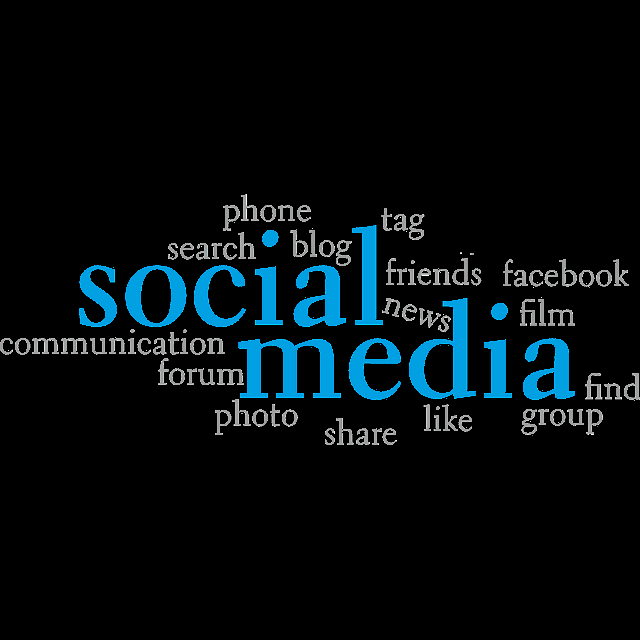 phone
tag
search blog
social
friends facebook
news
film
communication
media
forum
find
photo
share
like
group